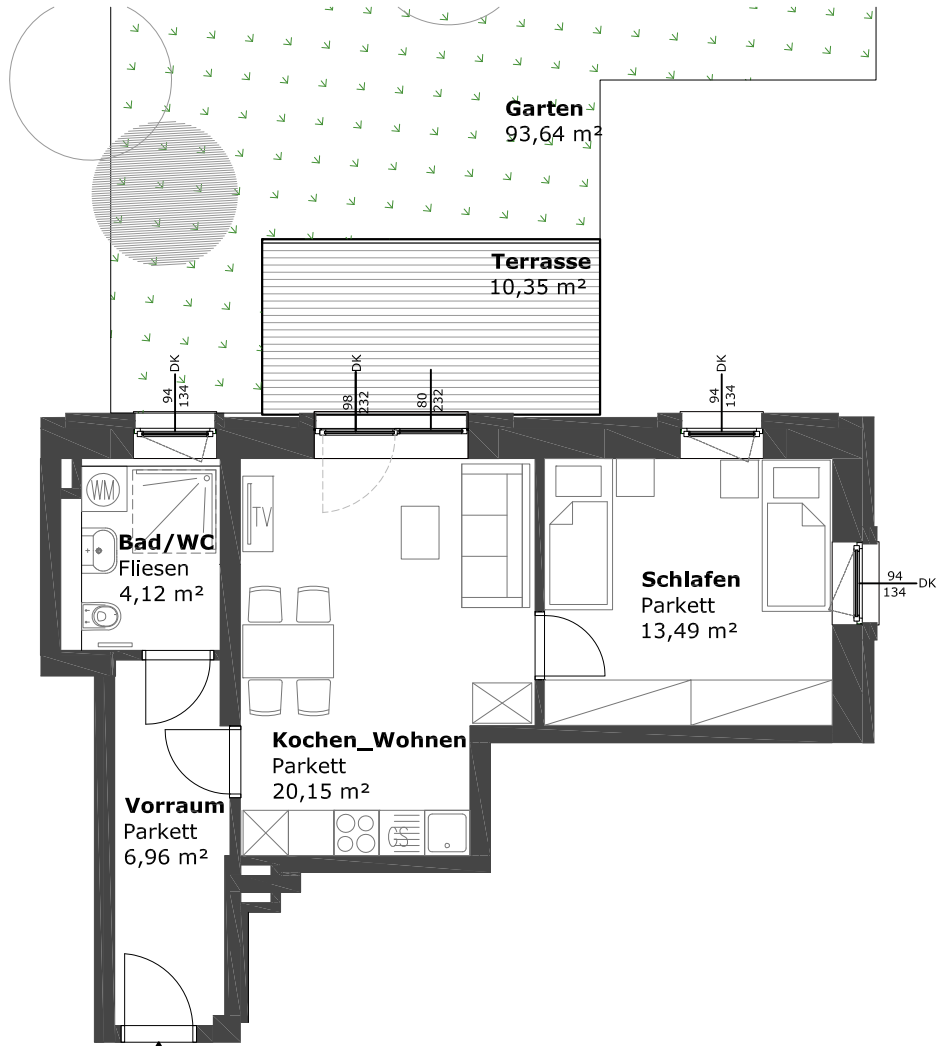 Garten
93,64 m²
Terrasse
10,35 m²
94
134
DK
98
232
DK
80
232
94
134
DK
WM
Bad/WC
Fliesen
4,12 m²
TV
Schlafen
Parkett
13,49 m²
94
134
DK
Kochen_Wohnen
Parkett
20,15 m²
Vorraum
Parkett
6,96 m²
GS